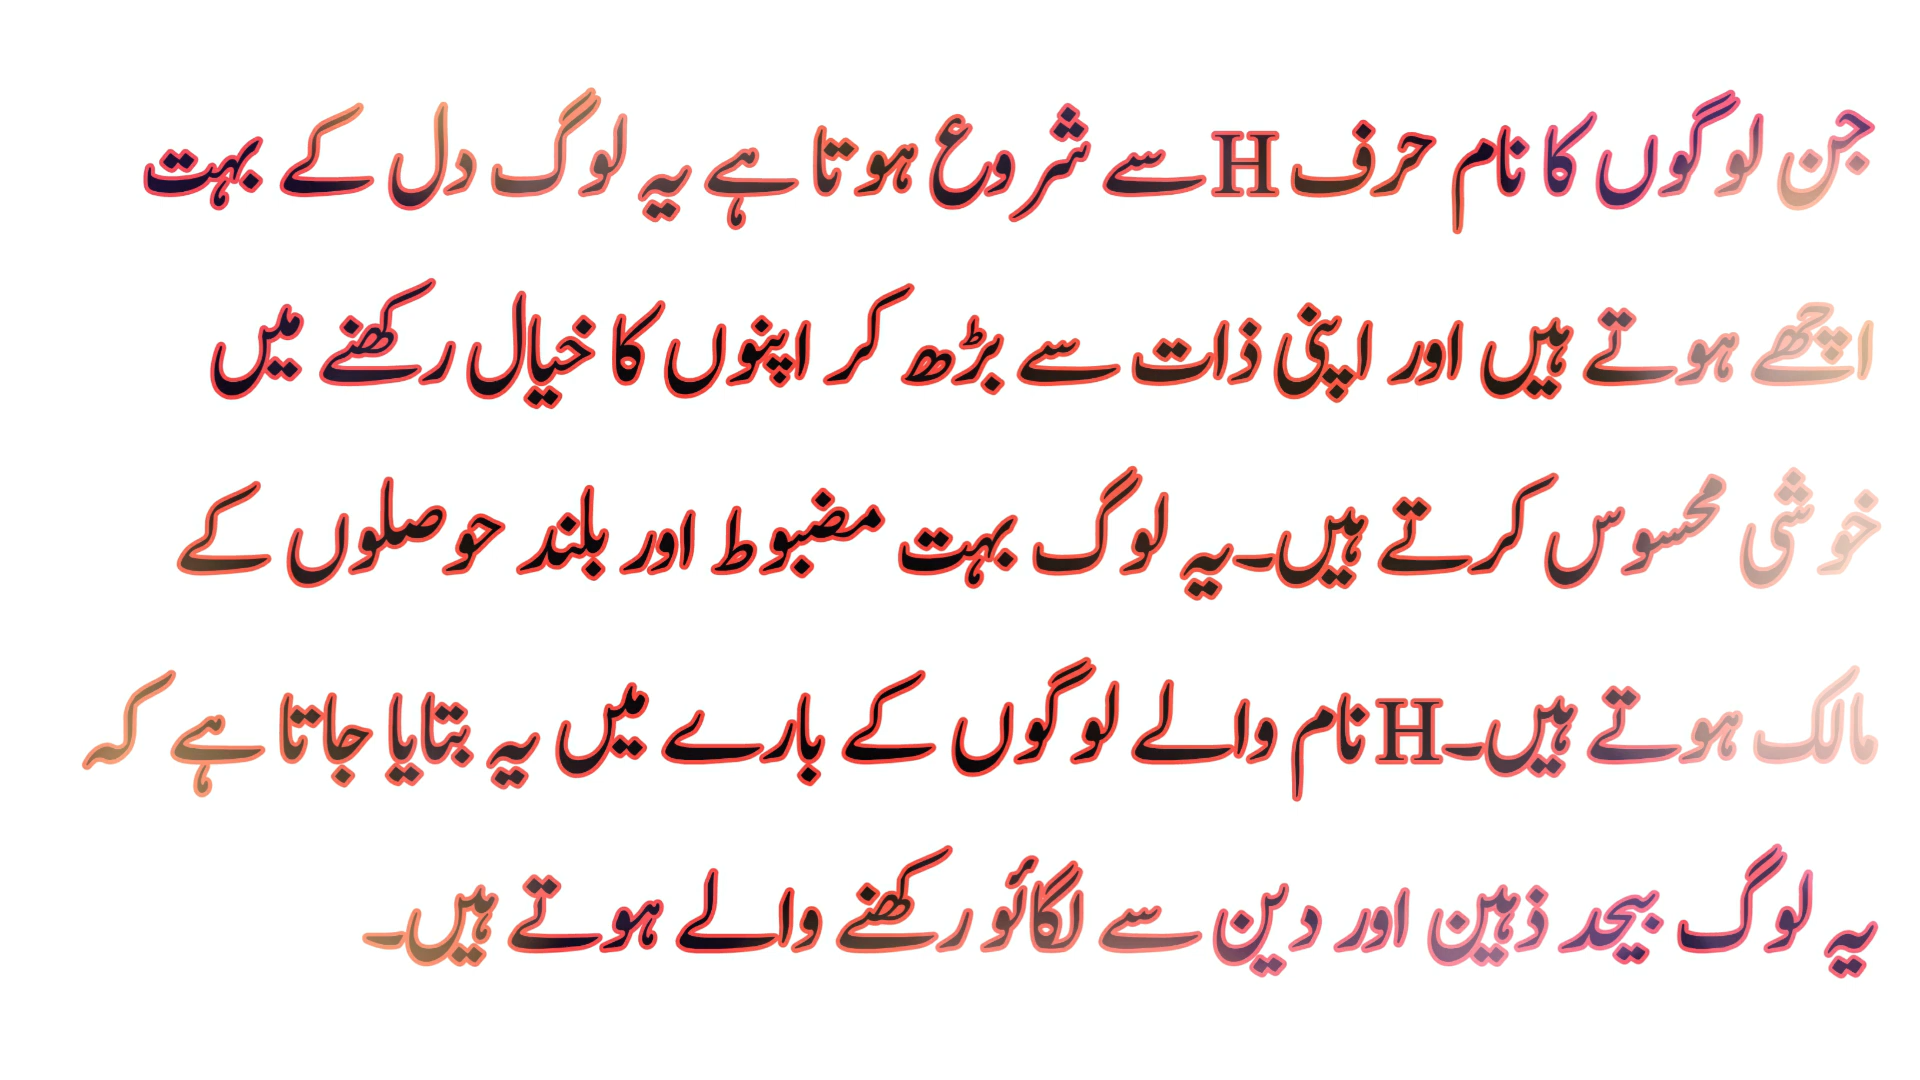 جن لوگوں کا نام حرف H سے شروع ہوتا ہے یہ لوگ دل کے بہت
اچھے ہوتے ہیں اور اپنی ذات سے بڑھ کر اپنوں کا خیال رکھنے میں
خوشی محسوس کرتے ہیں۔یہ لوگ بہت مضبوط اور بلند حوصلوں کے
مالک ہوتے ہیں۔H نام والے لوگوں کے بارے میں یہ بتایا جاتا ہے کہ
یہ لوگ بیحد ذہین اور دین سے لگائو رکھنے والے ہوتے ہیں۔